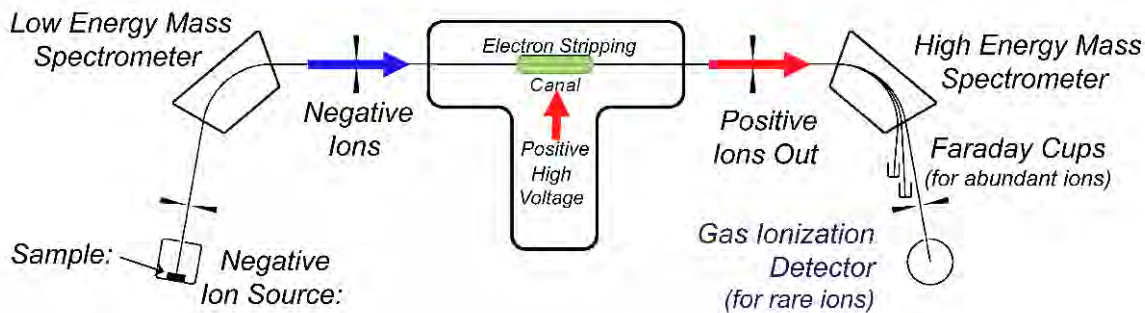 Low Energy Mass
Spectrometer
Negative
Ions
Electron Stripping
Canal
Positive
High
Voltage
Positive
Ions Out
High Energy Mass
Spectrometer
Faraday Cups
(for abundant ions)
Gas Ionization
Detector
(for rare ions)
Sample:
Negative
Ion Source: